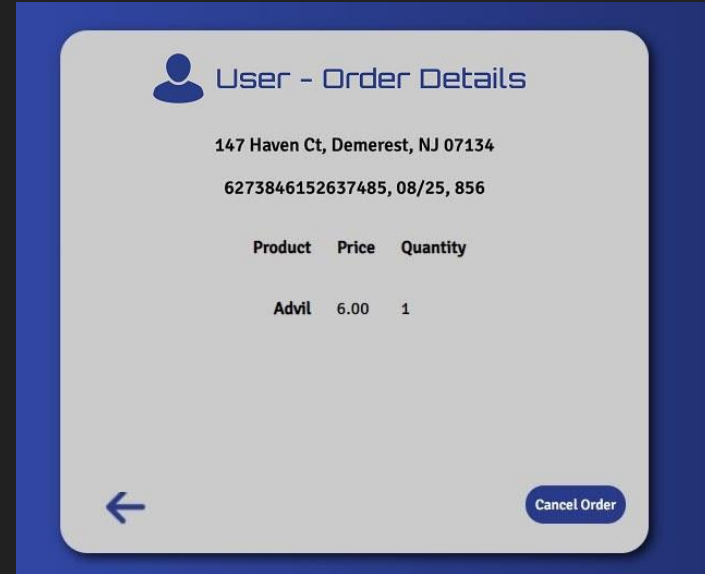 User - Order Details
147 Haven Ct, Demerest, NJ 07134
6273846152637485, 08/25, 856
Product Price Quantity
Advil 6.00 1
Cancel Order